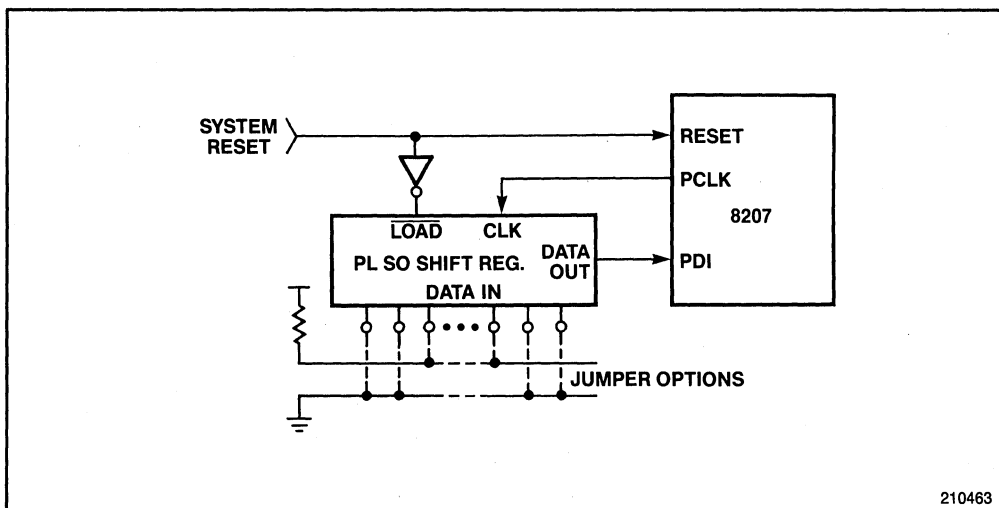 SYSTEM
RESET
RESET
PCLK
8207
LOAD
CLK
PL SO SHIFT REG.
DATA
OUT
PDI
DATA IN
JUMPER OPTIONS
210463